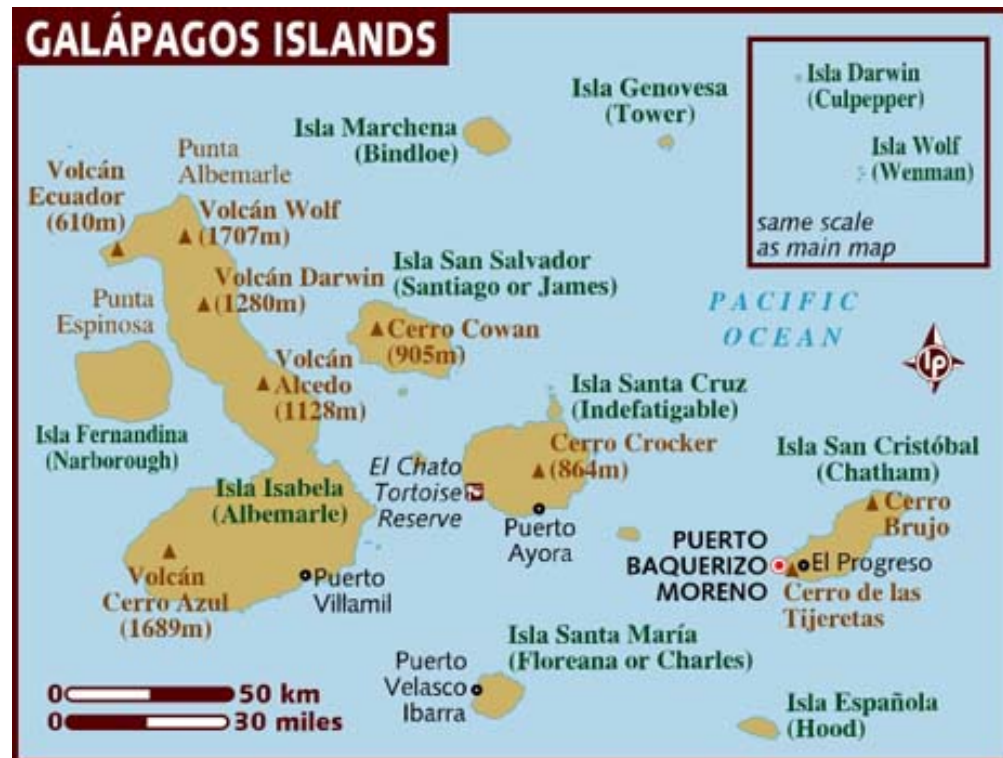 GALÁPAGOS ISLANDS
Isla Darwin
(Culpepper)
Isla Wolf
(Wenman)
same scale
as main map
Isla Genovesa
(Tower)
Isla Marchena
(Bindloe)
Punta
Albemarle
Volcán
Ecuador
(610m)
Volcán Wolf
(1707m)
Volcán Darwin
(1280m)
Isla San Salvador
(Santiago or James)
Cerro Cowan
(905m)
PACIFIC
OCEAN
lp
Punta
Espinosa
Volcán
Alcedo
(1128m)
Isla Fernandina
(Narborough)
Isla Santa Cruz
(Indefatigable)
Cerro Crocker
(864m)
El Chato
Tortoise
Reserve
Puerto
Ayora
Isla San Cristóbal
(Chatham)
Cerro
Brujo
PUERTO
BAQUERIZO
MORENO
El Progreso
Cerro de las
Tijeretas
Isla Isabela
(Albemarle)
Volcán
Cerro Azul
(1689m)
Puerto
Villamil
Isla Santa María
(Floreana or Charles)
Puerto
Velasco
Ibarra
Isla Española
(Hood)
0 50 km
0 30 miles